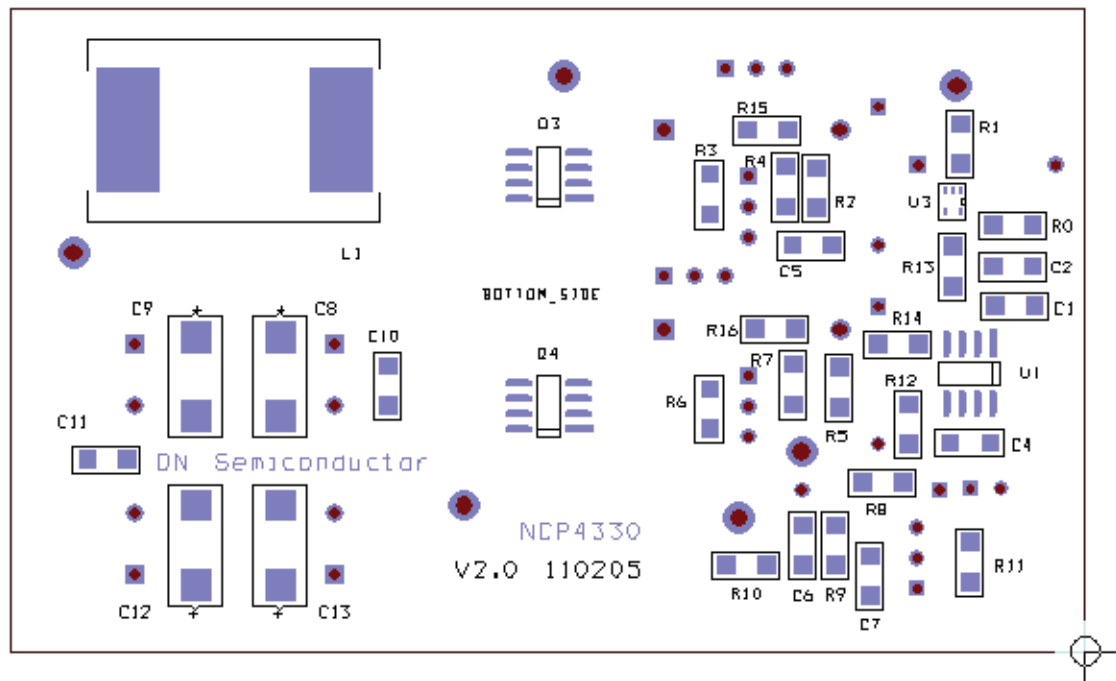 R15
R1
Q3
R3
R4
R2
U3
R0
L1
C5
R13
C2
BOTTOM_SIDE
C1
C9
C8
C10
R16
R14
Q4
R7
U1
R12
R6
C11
R5
C4
ON Semiconductor
R8
NCP4330
V2.0 110205
R11
C12
C13
R10
C6
R9
C7